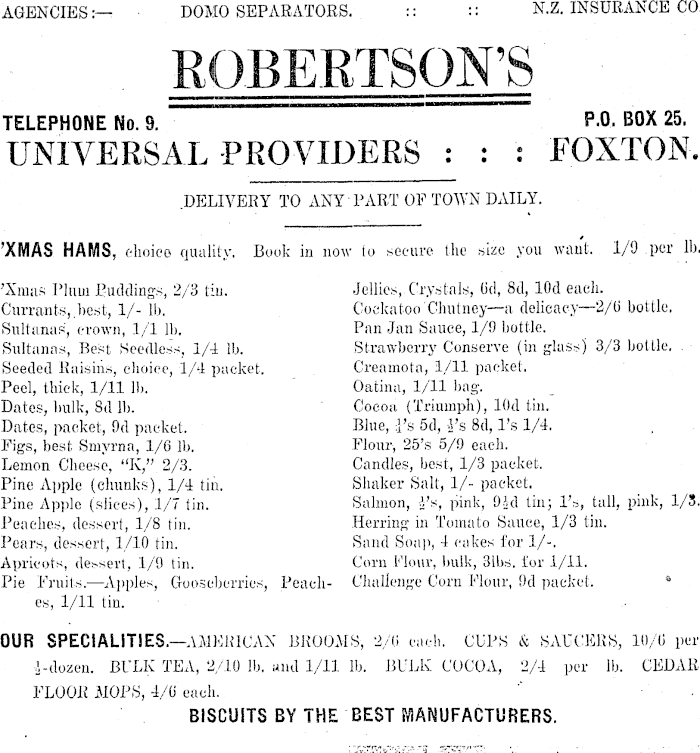 AGENCIES:— DOMO SEPARATORS. :: :: N.Z. INSURANCE CO
ROBERTSON'S
TELEPHONE No. 9. P.O. BOX 25.
UNIVERSAL PROVIDERS : : : FOXTON.
DELIVERY TO ANY PART OF TOWN DAILY.
'XMAS HAMS, choice quality. Book in now to secure the size you want. 1/9 per lb.
'Xmas Plum Puddings, 2/3 tin.
Currants, best, 1/- lb.
Sultanas, crown, 1/1 lb.
Sultanas, Best Seedless, 1/4 lb.
Seeded Raisins, choice, 1/4 packet.
Peel, thick, 1/11 lb.
Dates, bulk, 8d lb.
Dates, packet, 9d packet.
Figs, best Smyrna, 1/6 lb.
Lemon Cheese, "K," 2/3.
Pine Apple (chunks), 1/4 tin.
Pine Apple (slices), 1/7 tin.
Peaches, dessert, 1/8 tin.
Pears, dessert, 1/10 tin.
Apricots, dessert, 1/9 tin.
Pie Fruits.—Apples, Gooseberries, Peach-
es, 1/11 tin.
Jellies, Crystals, 6d, 8d, 10d each.
Cockatoo Chutney—a delicacy—2/6 bottle.
Pan Jan Sauce, 1/9 bottle.
Strawberry Conserve (in glass) 3/3 bottle.
Creamota, 1/11 packet.
Oatina, 1/11 bag.
Cocoa (Triumph), 10d tin.
Blue, ¼'s 5d, ½'s 8d, 1's 1/4.
Flour, 25's 5/9 each.
Candles, best, 1/3 packet.
Shaker Salt, 1/- packet.
Salmon, ½'s, pink, 9½d tin; 1's, tall, pink, 1/3.
Herring in Tomato Sauce, 1/3 tin.
Sand Soap, 4 cakes for 1/-.
Corn Flour, bulk, 3lbs. for 1/11.
Challenge Corn Flour, 9d packet.
OUR SPECIALITIES.—AMERICAN BROOMS, 2/6 each. CUPS & SAUCERS, 10/6 per
½-dozen. BULK TEA, 2/10 lb. and 1/11 lb. BULK COCOA, 2/4 per lb. CEDAR
FLOOR MOPS, 4/6 each.
BISCUITS BY THE BEST MANUFACTURERS.